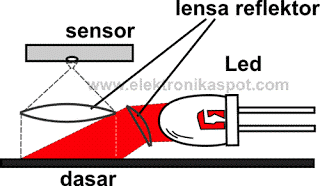 lensa reflektor
sensor
Led
www.elektronikaspot.com
dasar